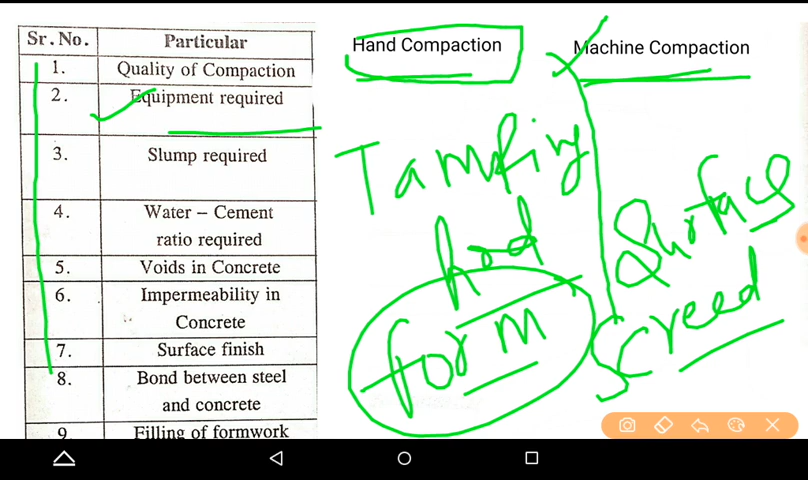 Sr. No. Particular
1. Quality of Compaction
2. Equipment required
3. Slump required
4. Water – Cement
ratio required
5. Voids in Concrete
6. Impermeability in
Concrete
7. Surface finish
8. Bond between steel
and concrete
9. Filling of formwork
Hand Compaction
Machine Compaction
Tamping
Rod
form
Surface
Screed